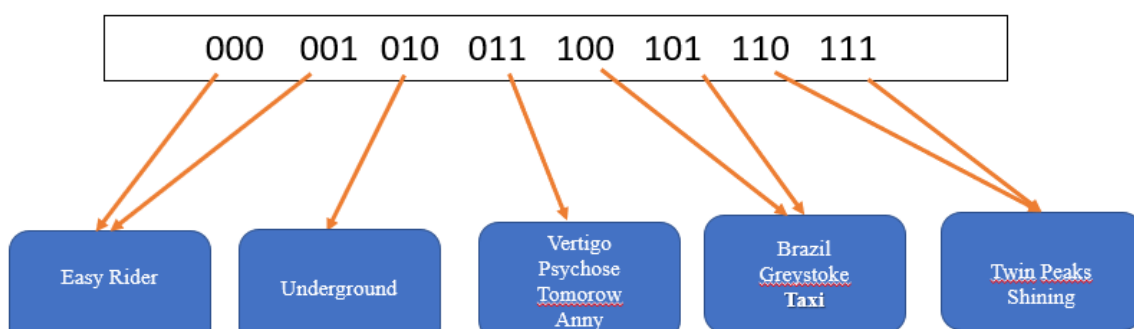 000 001 010 011 100 101 110 111
Easy Rider
Underground
Vertigo
Psychose
Tomorow
Anny
Brazil
Greystoke
Taxi
Twin Peaks
Shining